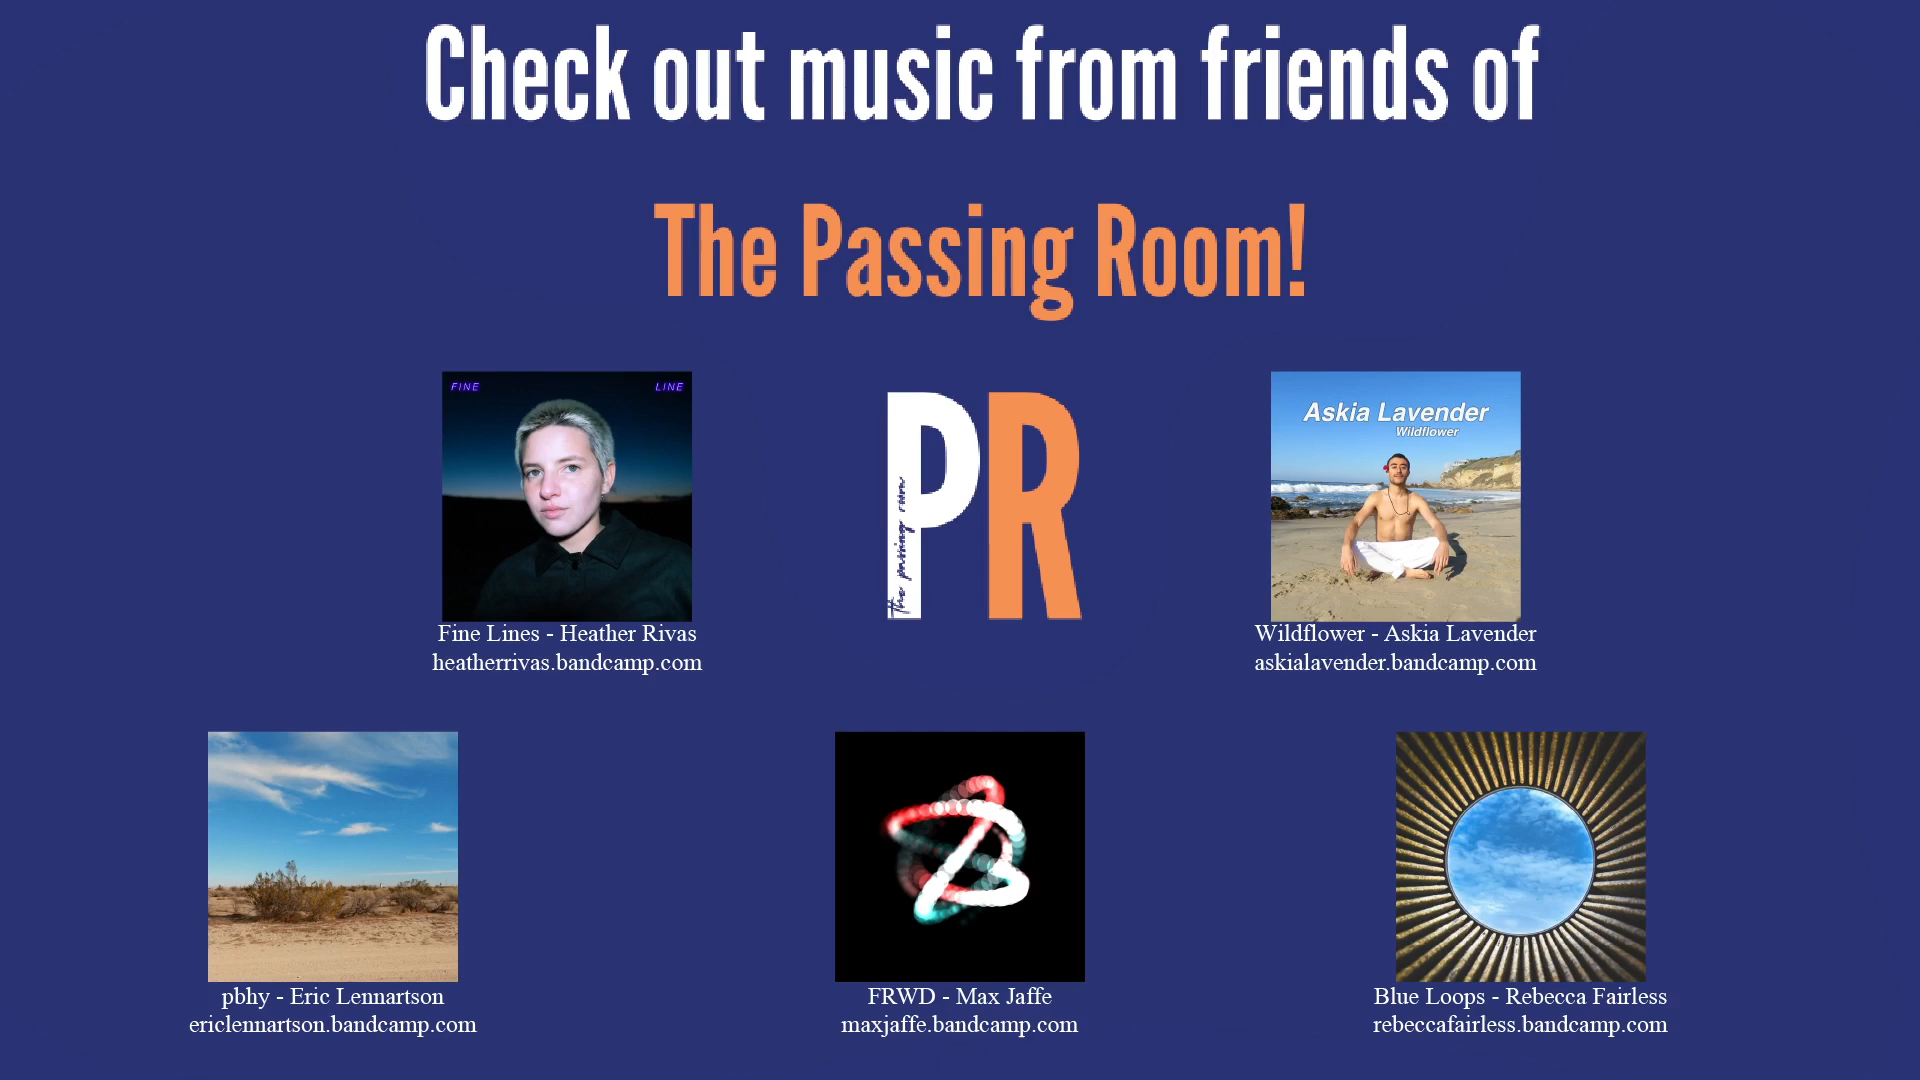 Check out music from friends of
The Passing Room!
FINE LINE
PR
The passing room
Askia Lavender
Wildflower
Fine Lines - Heather Rivas
heatherrivas.bandcamp.com
Wildflower - Askia Lavender
askialavender.bandcamp.com
pbhy - Eric Lennartson
ericlennartson.bandcamp.com
FRWD - Max Jaffe
maxjaffe.bandcamp.com
Blue Loops - Rebecca Fairless
rebeccafairless.bandcamp.com